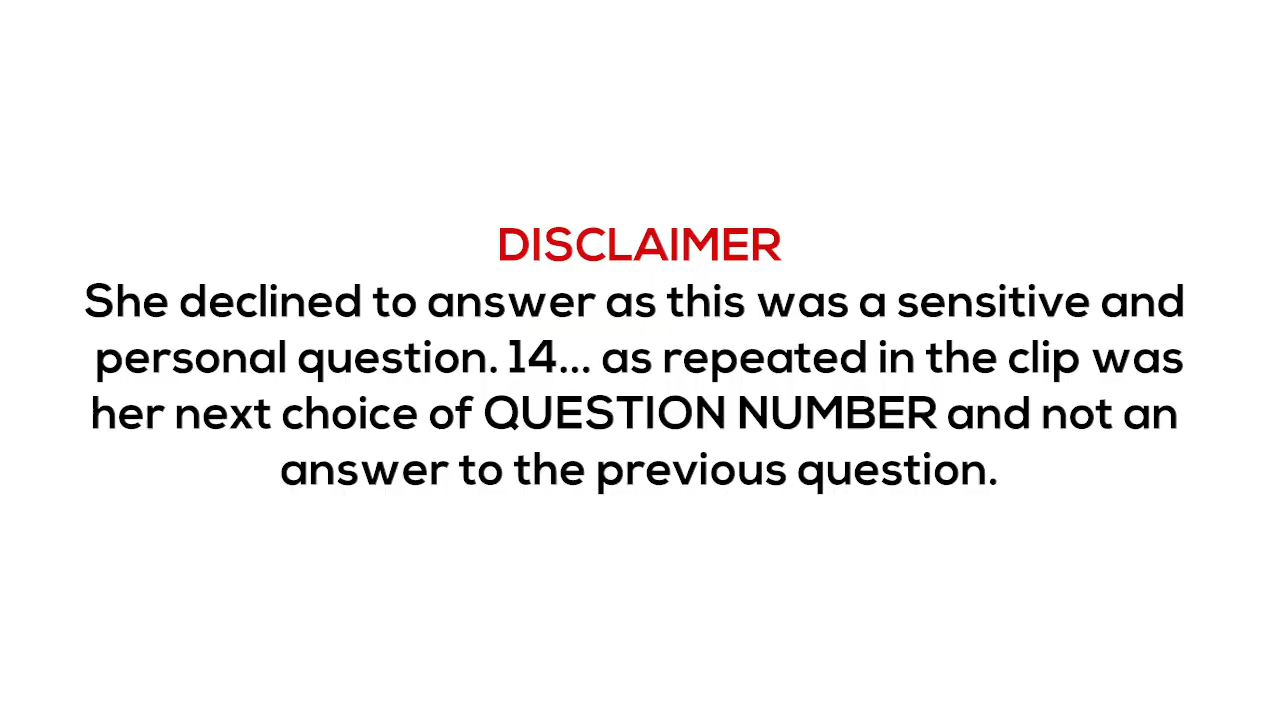 DISCLAIMER
She declined to answer as this was a sensitive and
personal question. 14... as repeated in the clip was
her next choice of QUESTION NUMBER and not an
answer to the previous question.